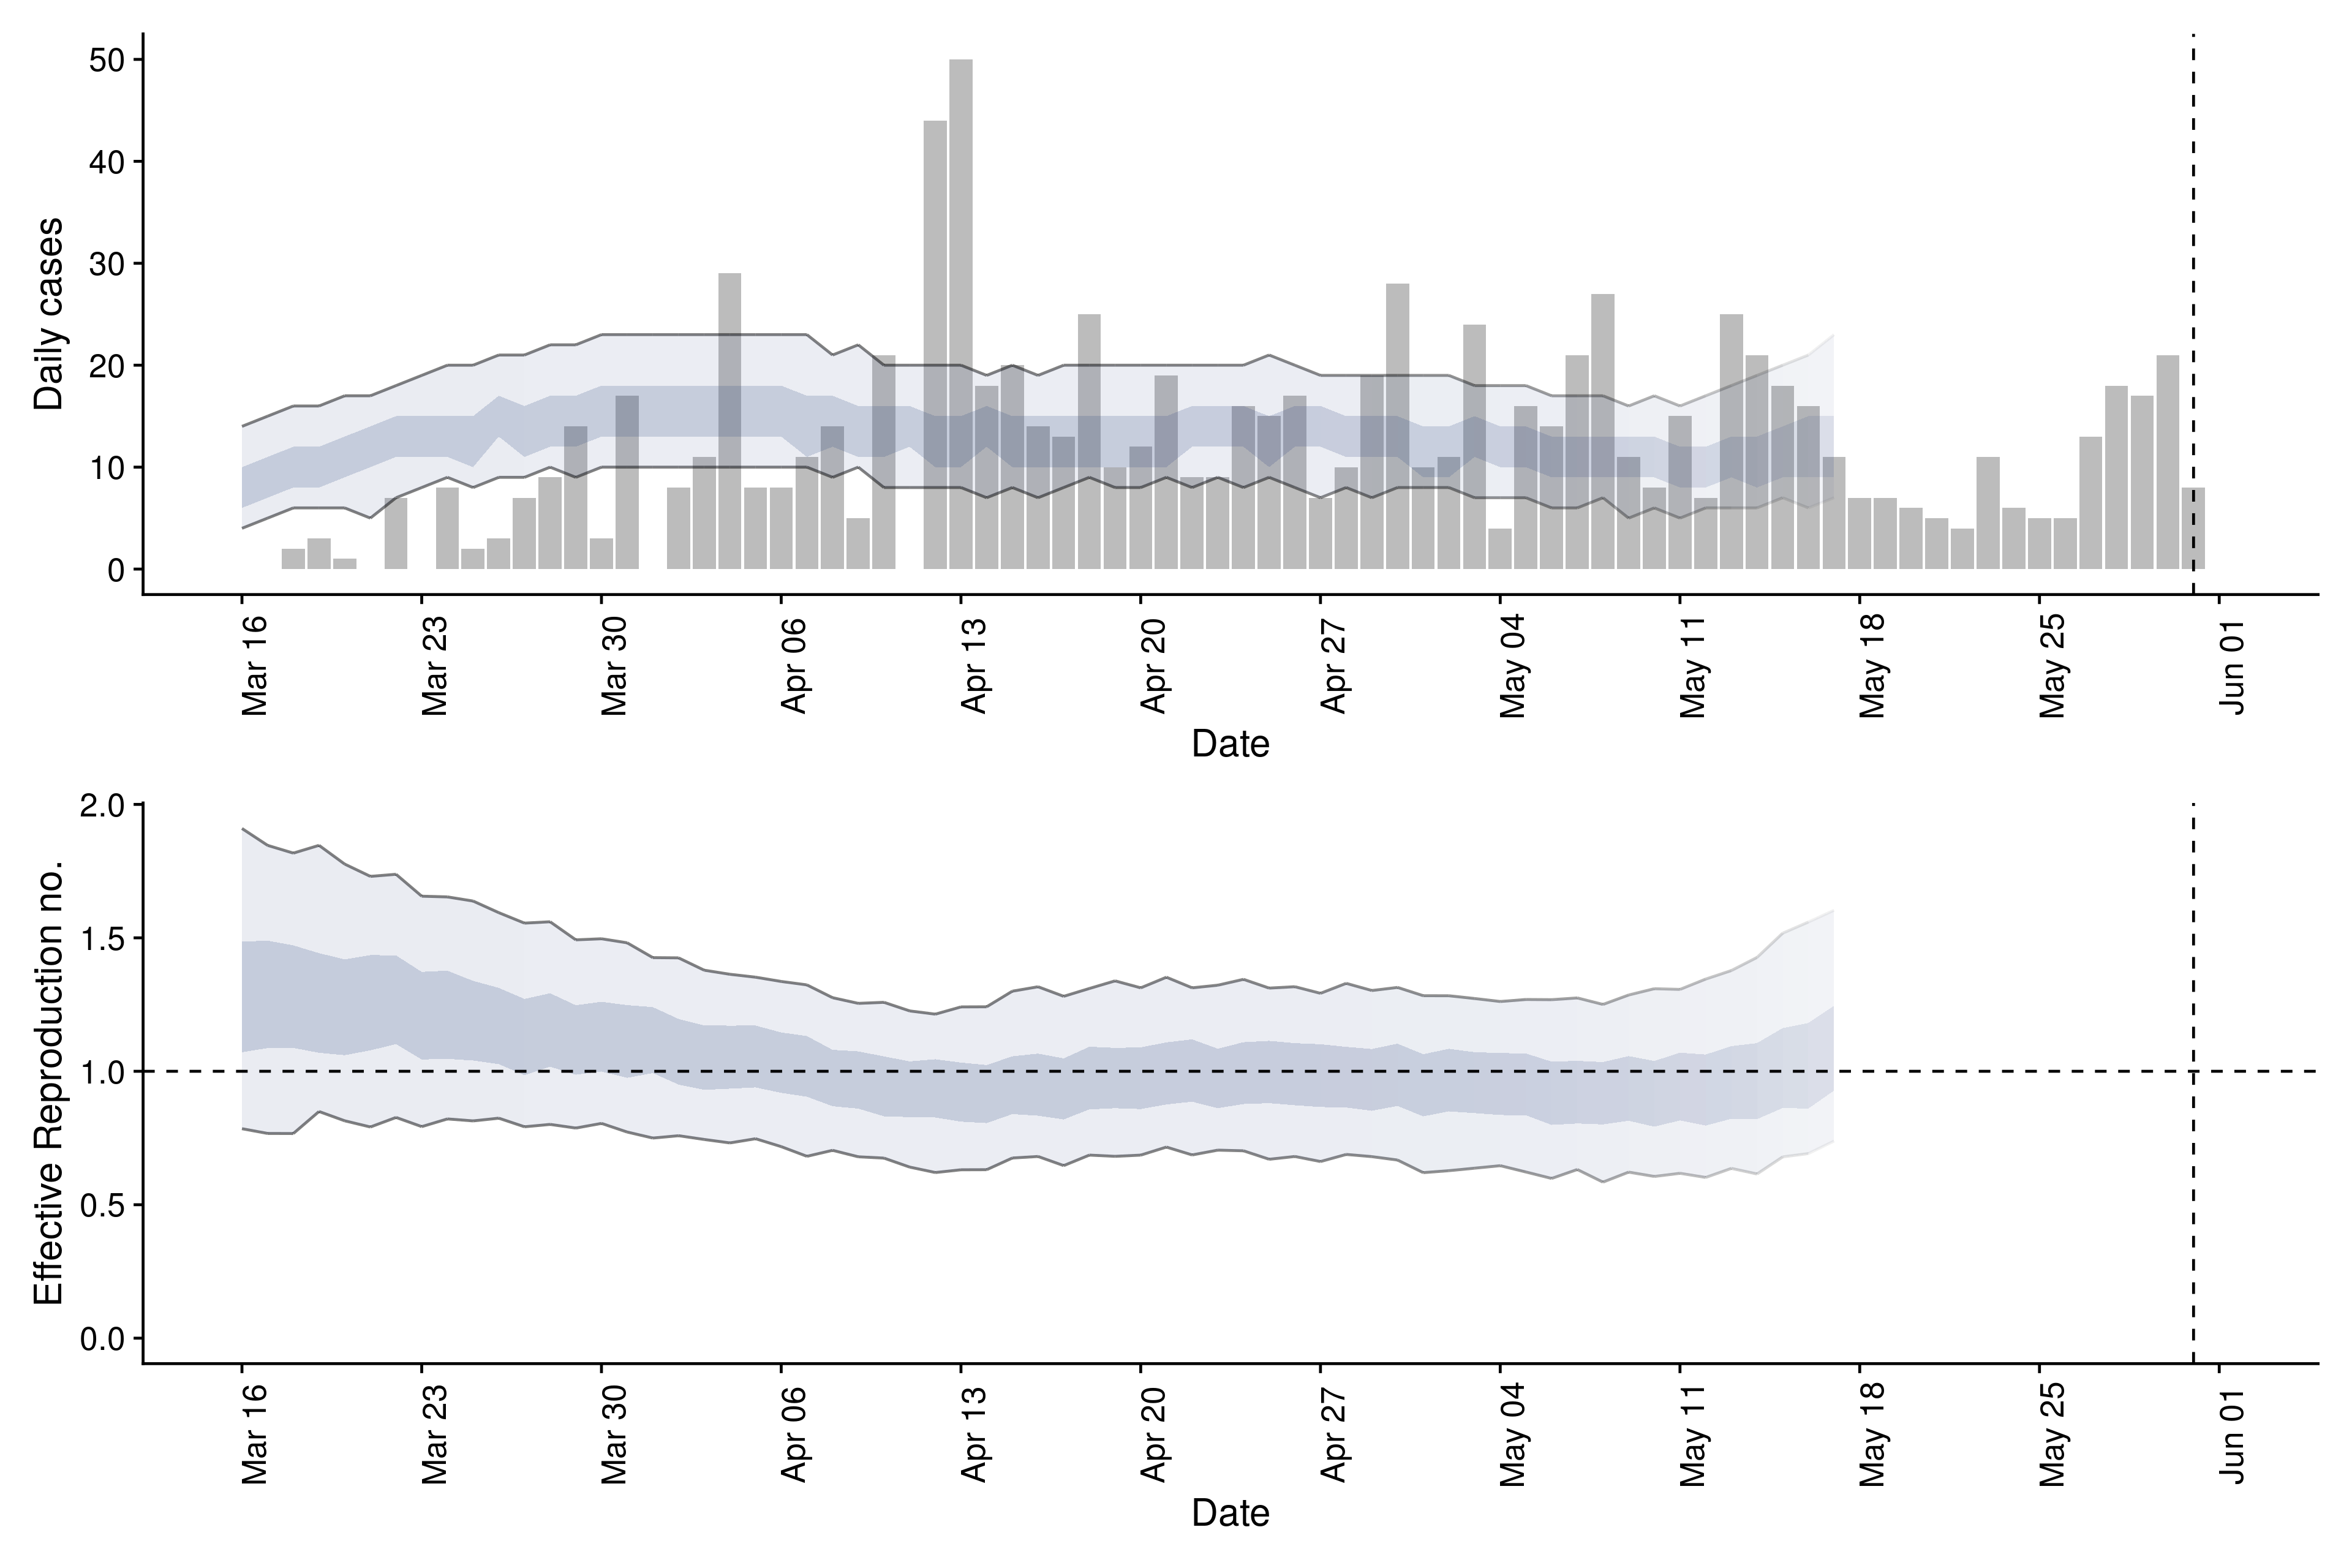 50
40
30
20
10
0
Daily cases
Mar 16
Mar 23
Mar 30
Apr 06
Apr 13
Apr 20
Apr 27
May 04
May 11
May 18
May 25
Jun 01
Date
2.0
1.5
1.0
0.5
0.0
Effective Reproduction no.
Mar 16
Mar 23
Mar 30
Apr 06
Apr 13
Apr 20
Apr 27
May 04
May 11
May 18
May 25
Jun 01
Date